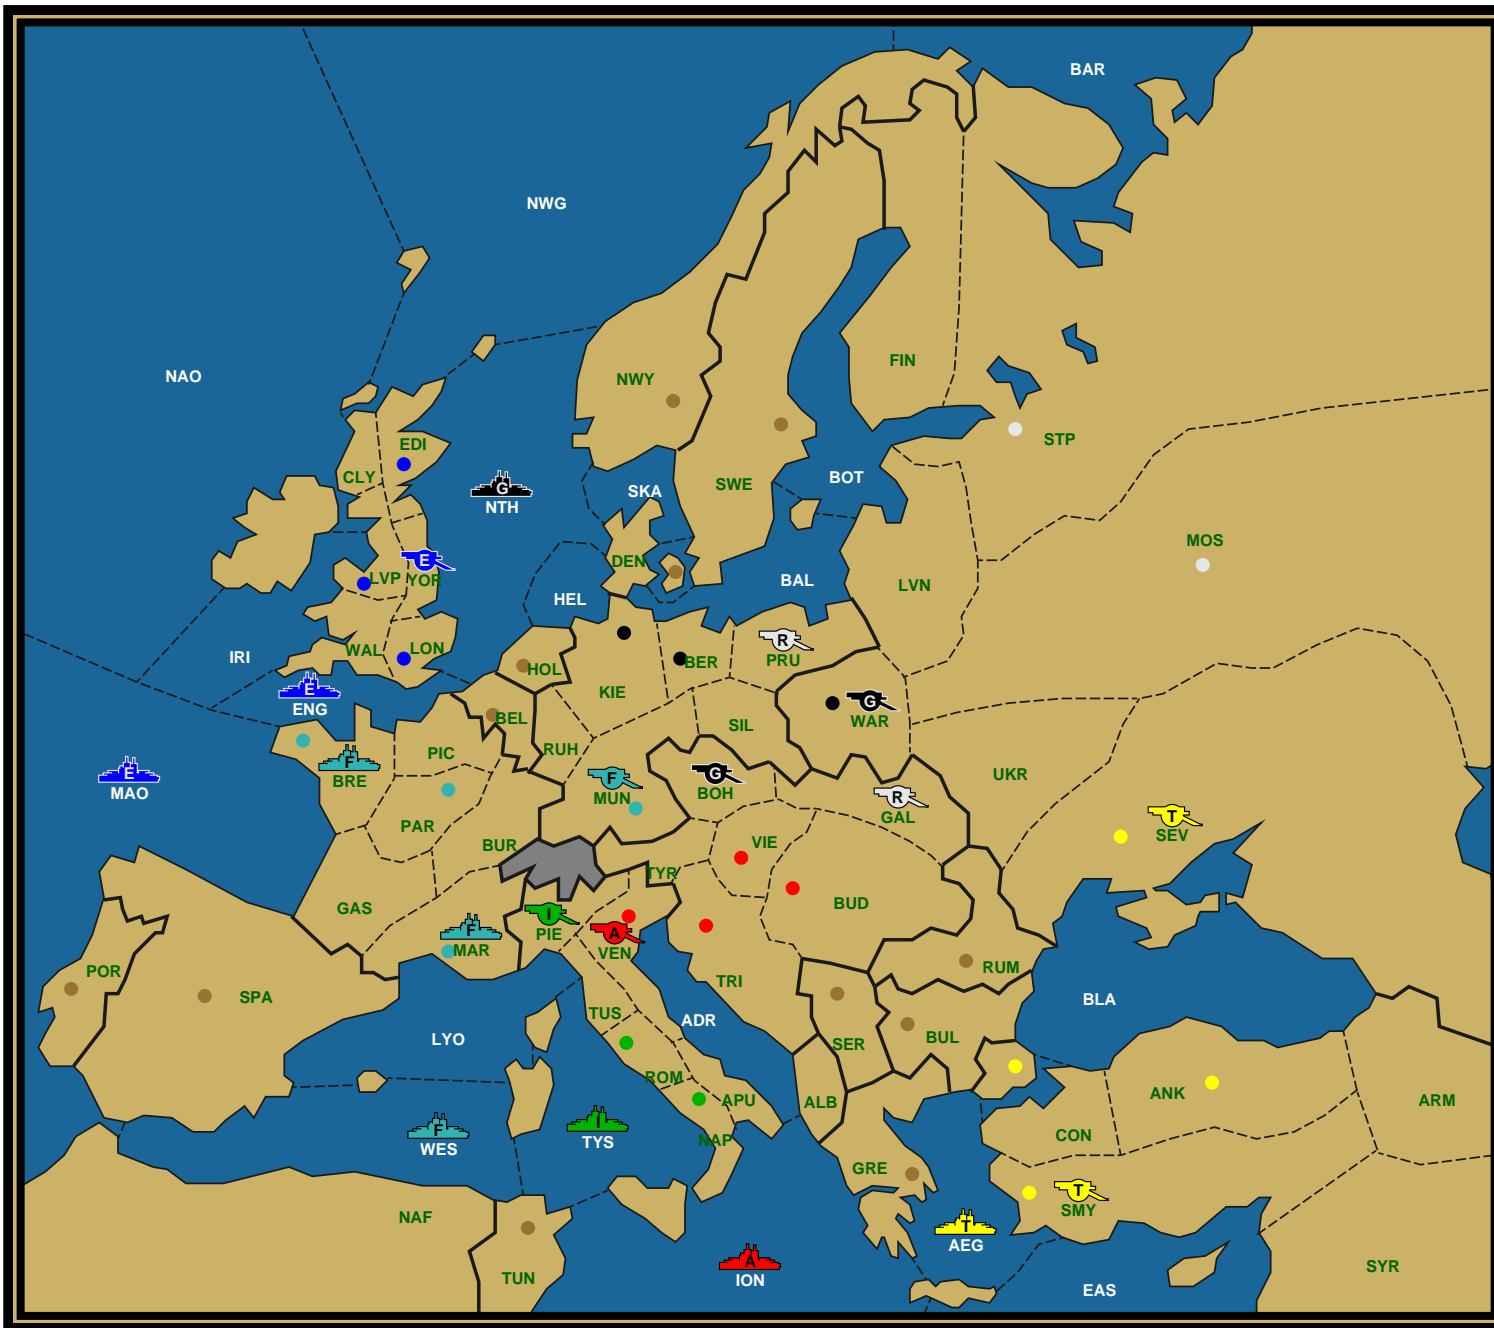 BAR
NWG
NAO
NWY
FIN
EDI
STP
CLY
SWE
BOT
SKA
G
NTH
MOS
E
LVP YOR
DEN
BAL
LVN
HEL
IRI
WAL
LON
R
PRU
HOL
BER
KIE
E
ENG
G
WAR
BEL
SIL
PIC
RUH
F
BRE
E
MAO
F
MUN
G
BOH
UKR
R
GAL
T
SEV
PAR
BUR
VIE
TYR
BUD
GAS
I
PIE
F
MAR
A
VEN
POR
SPA
TRI
RUM
BLA
TUS
ADR
LYO
SER
BUL
ROM
APU
ALB
ANK
ARM
F
WES
I
TYS
NAP
CON
GRE
T
SMY
NAF
T
AEG
TUN
A
ION
EAS
SYR